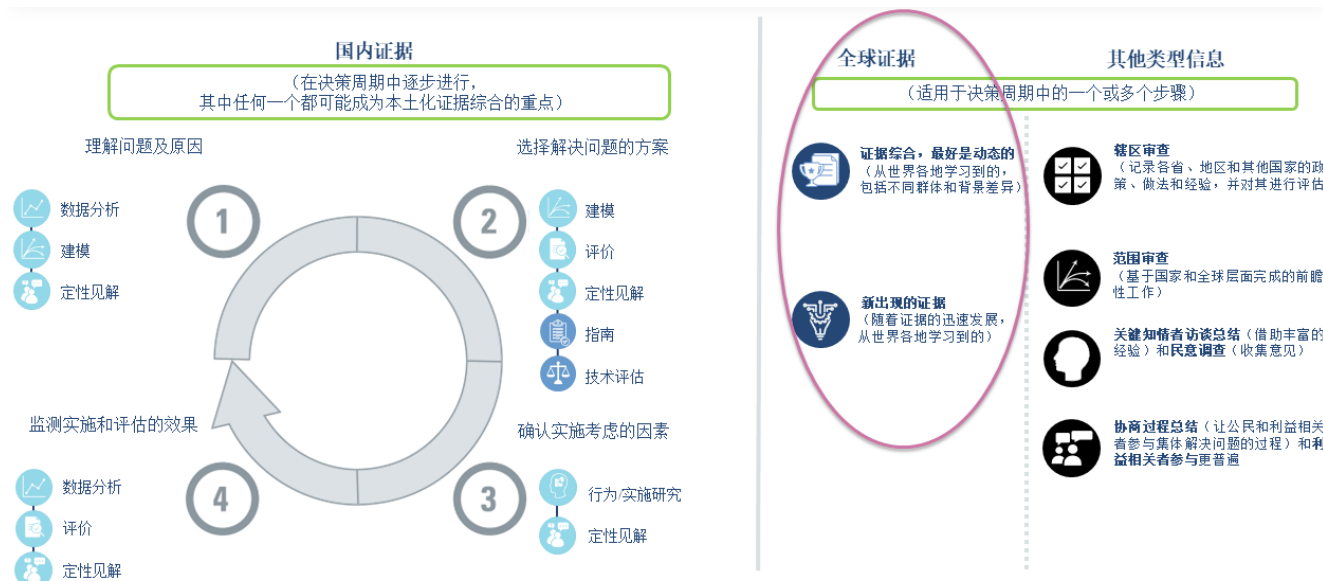 国内证据
（在决策周期中逐步进行，
其中任何一个都可能成为本土化证据综合的重点）
理解问题及原因
选择解决问题的方案
1
数据分析
建模
定性见解
2
建模
评价
定性见解
指南
技术评估
监测实施和评估的效果
确认实施考虑的因素
4
数据分析
评价
定性见解
3
行为/实施研究
定性见解
全球证据
其他类型信息
（适用于决策周期中的一个或多个步骤）
证据综合，最好是动态的
（从世界各地学习到的，
包括不同群体和背景差异）
新出现的证据
（随着证据的迅速发展，
从世界各地学习到的）
辖区审查
（记录各省、地区和其他国家的政
策、做法和经验，并对其进行评估
范围审查
（基于国家和全球层面完成的前瞻
性工作）
关键知情者访谈总结（借助丰富的
经验）和民意调查（收集意见）
协商过程总结（让公民和利益相关
者参与集体解决问题的过程）和利
益相关者参与更普遍